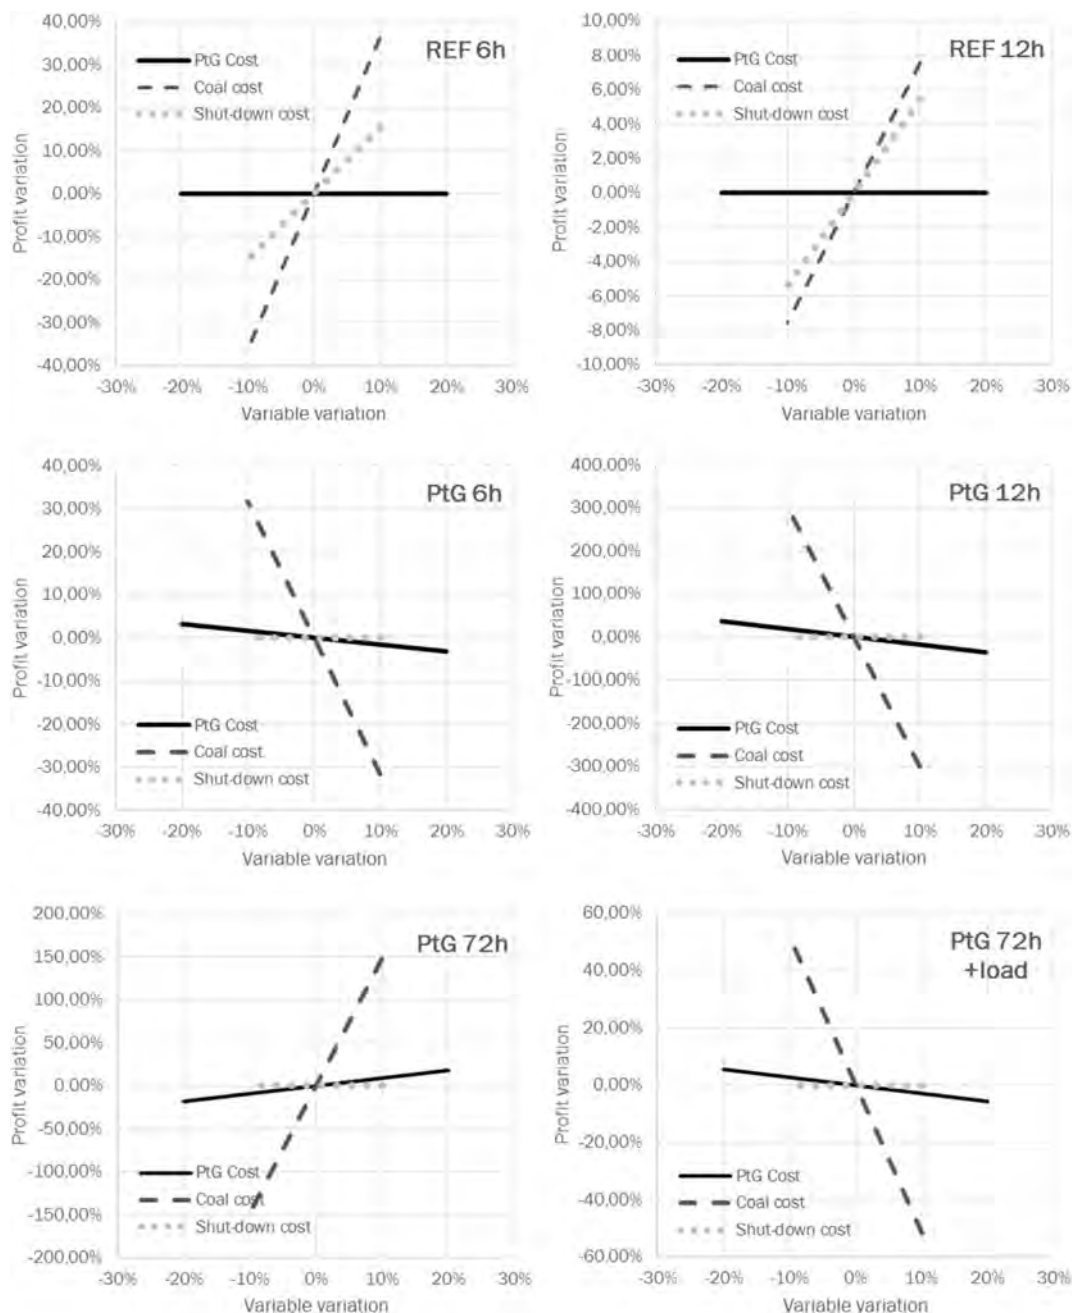 REF 6h
40,00%
30,00%
20,00%
10,00%
0,00%
-10,00%
-20,00%
-30,00%
-40,00%
Profit variation
PtG Cost
Coal cost
Shut-down cost
-30% -20% -10% 0% 10% 20% 30%
Variable variation
REF 12h
10,00%
8,00%
6,00%
4,00%
2,00%
0,00%
-2,00%
-4,00%
-6,00%
-8,00%
-10,00%
Profit variation
PtG Cost
Coal cost
Shut-down cost
-30% -20% -10% 0% 10% 20% 30%
Variable variation
PtG 6h
40,00%
30,00%
20,00%
10,00%
0,00%
-10,00%
-20,00%
-30,00%
-40,00%
Profit variation
PtG Cost
Coal cost
Shut-down cost
-30% -20% -10% 0% 10% 20% 30%
Variable variation
PtG 12h
400,00%
300,00%
200,00%
100,00%
0,00%
-100,00%
-200,00%
-300,00%
-400,00%
Profit variation
PtG Cost
Coal cost
Shut-down cost
-30% -20% -10% 0% 10% 20% 30%
Variable variation
PtG 72h
200,00%
150,00%
100,00%
50,00%
0,00%
-50,00%
-100,00%
-150,00%
-200,00%
Profit variation
PtG Cost
Coal cost
Shut-down cost
-30% -20% -10% 0% 10% 20% 30%
Variable variation
PtG 72h
+load
60,00%
40,00%
20,00%
0,00%
-20,00%
-40,00%
-60,00%
Profit variation
PtG Cost
Coal cost
Shut-down cost
-30% -20% -10% 0% 10% 20% 30%
Variable variation